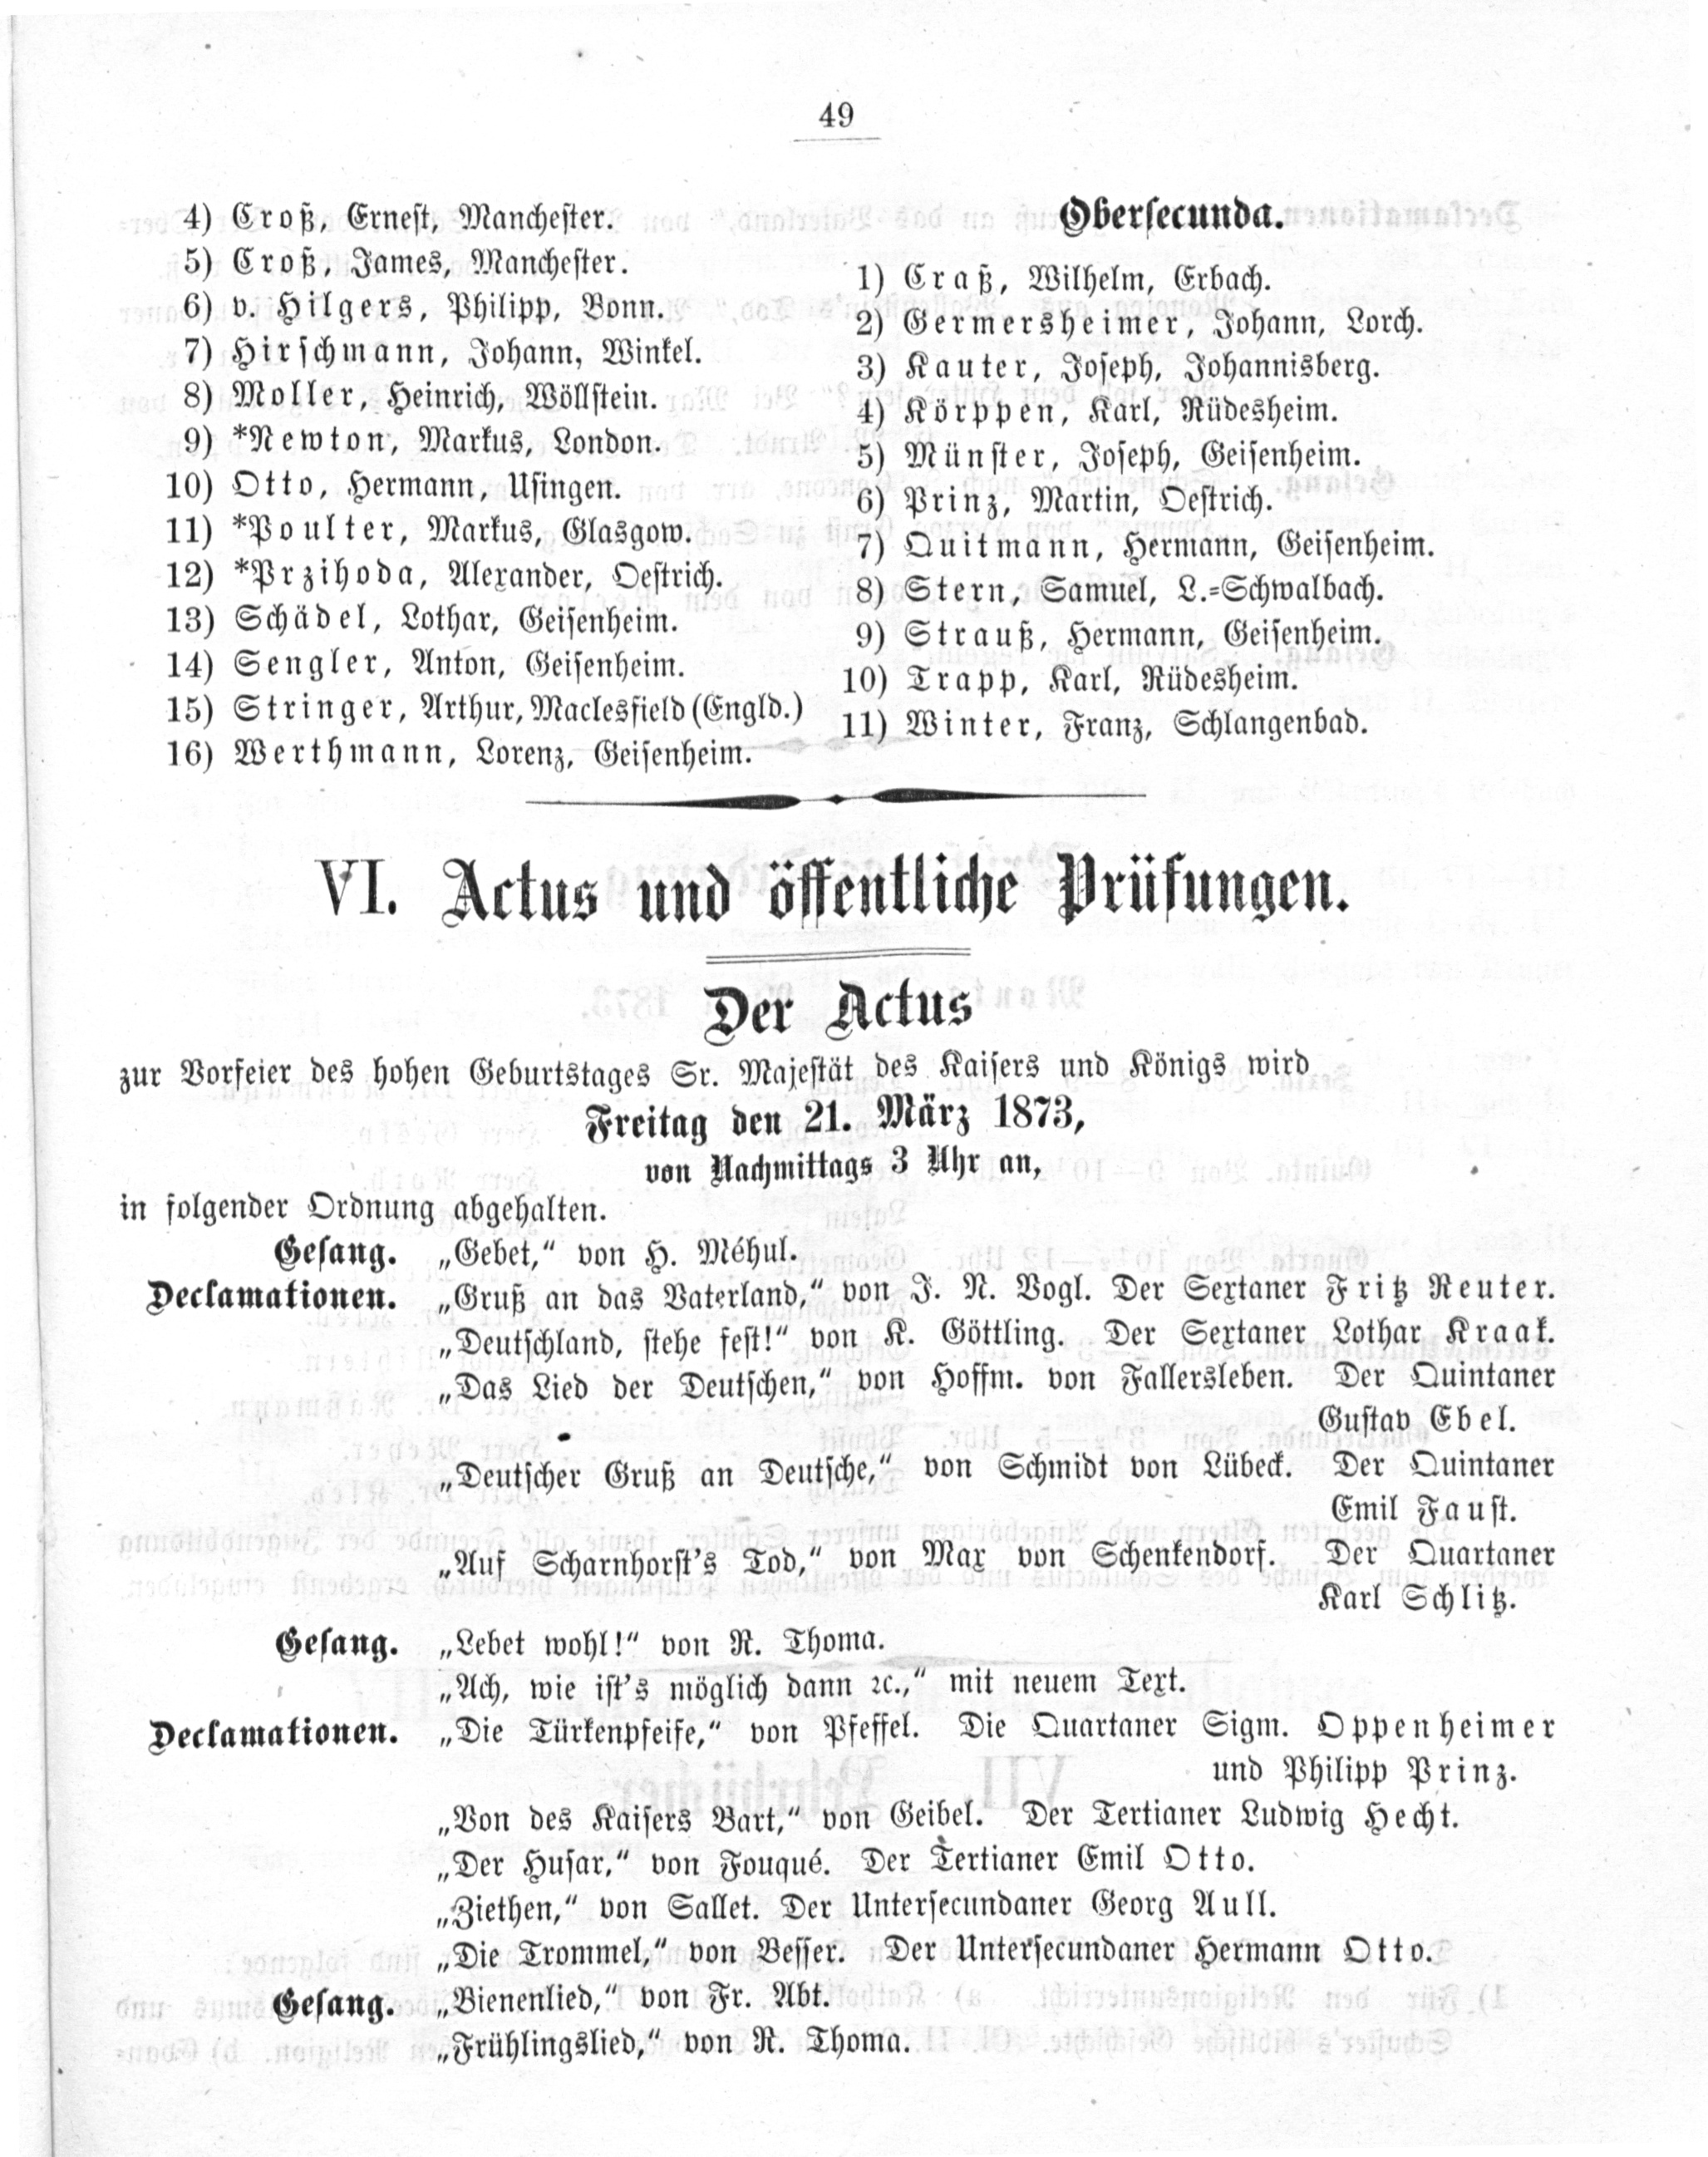 49
4) Croß, Ernest, Manchester.
5) Croß, James, Manchester.
6) v. Hilgers, Philipp, Bonn.
7) Hirschmann, Johann, Winkel.
8) Moller, Heinrich, Wöllstein.
9) *Newton, Markus, London.
10) Otto, Hermann, Usingen.
11) *Poulter, Markus, Glasgow.
12) *Przihoda, Alexander, Oestrich.
13) Schädel, Lothar, Geisenheim.
14) Sengler, Anton, Geisenheim.
15) Stringer, Arthur, Maclesfield (Engld.)
16) Werthmann, Lorenz, Geisenheim.
Obersecunda.
1) Craß, Wilhelm, Erbach.
2) Germersheimer, Johann, Lorch.
3) Kauter, Joseph, Johannisberg.
4) Körppen, Karl, Rüdesheim.
5) Münster, Joseph, Geisenheim.
6) Prinz, Martin, Oestrich.
7) Quitmann, Hermann, Geisenheim.
8) Stern, Samuel, L.=Schwalbach.
9) Strauß, Hermann, Geisenheim.
10) Trapp, Karl, Rüdesheim.
11) Winter, Franz, Schlangenbad.
VI. Actus und öffentliche Prüfungen.
Der Actus
zur Vorfeier des hohen Geburtstages Sr. Majestät des Kaisers und Königs wird
Freitag den 21. März 1873,
von Nachmittags 3 Uhr an,
in folgender Ordnung abgehalten.
Gesang. „Gebet,“ von H. Méhul.
Declamationen. „Gruß an das Vaterland,“ von J. N. Vogl. Der Sextaner Fritz Reuter.
„Deutschland, stehe fest!“ von K. Göttling. Der Sextaner Lothar Kraak.
„Das Lied der Deutschen,“ von Hoffm. von Fallersleben. Der Quintaner
Gustav Ebel.
„Deutscher Gruß an Deutsche,“ von Schmidt von Lübeck. Der Quintaner
Emil Faust.
„Auf Scharnhorst's Tod,“ von Max von Schenkendorf. Der Quartaner
Karl Schlitz.
Gesang. „Lebet wohl!“ von R. Thoma.
„Ach, wie ist's möglich dann ꝛc.,“ mit neuem Text.
Declamationen. „Die Türkenpfeife,“ von Pfeffel. Die Quartaner Sigm. Oppenheimer
und Philipp Prinz.
„Von des Kaisers Bart,“ von Geibel. Der Tertianer Ludwig Hecht.
„Der Husar,“ von Fouqué. Der Tertianer Emil Otto.
„Ziethen,“ von Sallet. Der Untersecundaner Georg Aull.
„Die Trommel,“ von Besser. Der Untersecundaner Hermann Otto.
Gesang. „Bienenlied,“ von Fr. Abt.
„Frühlingslied,“ von R. Thoma.